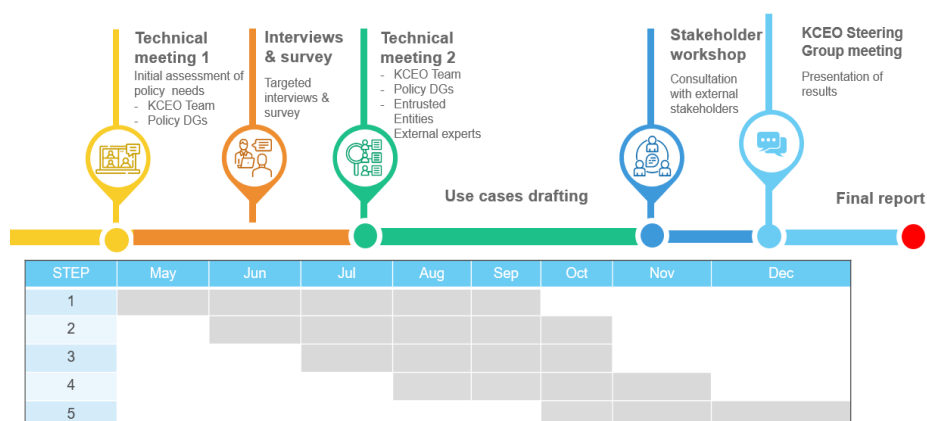 Technical
meeting 1
Initial assessment of
policy needs
- KCEO Team
- Policy DGs
Interviews
& survey
Targeted
interviews &
survey
Technical
meeting 2
- KCEO Team
- Policy DGs
- Entrusted
Entities
External experts
Stakeholder
workshop
Consultation
with external
stakeholders
KCEO Steering
Group meeting
Presentation of
results
Use cases drafting
Final report
STEP May Jun Jul Aug Sep Oct Nov Dec
1
2
3
4
5